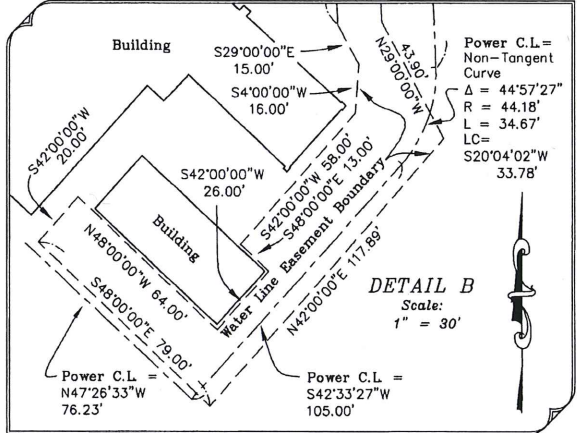 Building
S29°00'00"E
15.00'
S4°00'00"W
16.00'
43.90'
N29°00'00"W
Power C.L.=
Non-Tangent
Curve
Δ = 44°57'27"
R = 44.18'
L = 34.67'
LC=
S20°04'02"W
33.78'
S42°00'00"W
20.00'
S42°00'00"W
26.00'
S42°00'00"W 58.00'
S48°00'00"E 13.00'
Building
Water Line Easement Boundary
N42°00'00"E 117.89'
N48°00'00"W 64.00'
S48°00'00"E 79.00'
DETAIL B
Scale:
1" = 30'
Power C.L. =
N47°26'33"W
76.23'
Power C.L. =
S42°33'27"W
105.00'